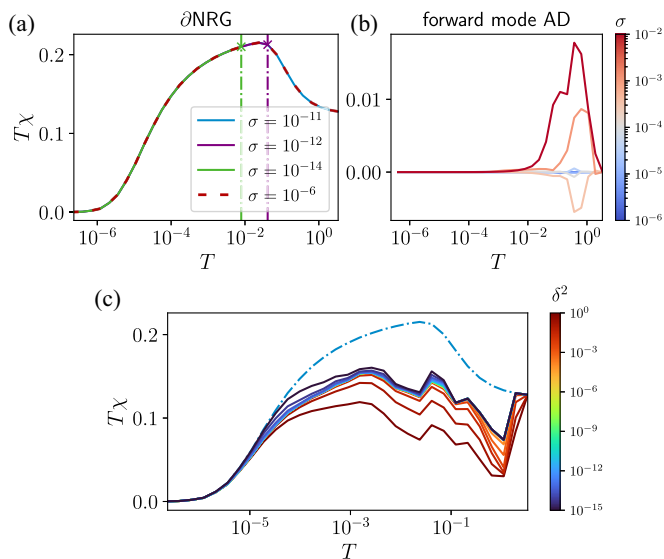 (a)
∂NRG
Tχ
0.2
0.1
0.0
σ = 10⁻¹¹
σ = 10⁻¹²
σ = 10⁻¹⁴
σ = 10⁻⁶
10⁻⁶ 10⁻⁴ 10⁻² 10⁰
T
(b)
forward mode AD
0.01
0.00
10⁻⁶ 10⁻⁴ 10⁻² 10⁰
T
σ
10⁻²
10⁻³
10⁻⁴
10⁻⁵
10⁻⁶
(c)
Tχ
0.2
0.1
0.0
10⁻⁵ 10⁻³ 10⁻¹
T
δ²
10⁰
10⁻³
10⁻⁶
10⁻⁹
10⁻¹²
10⁻¹⁵